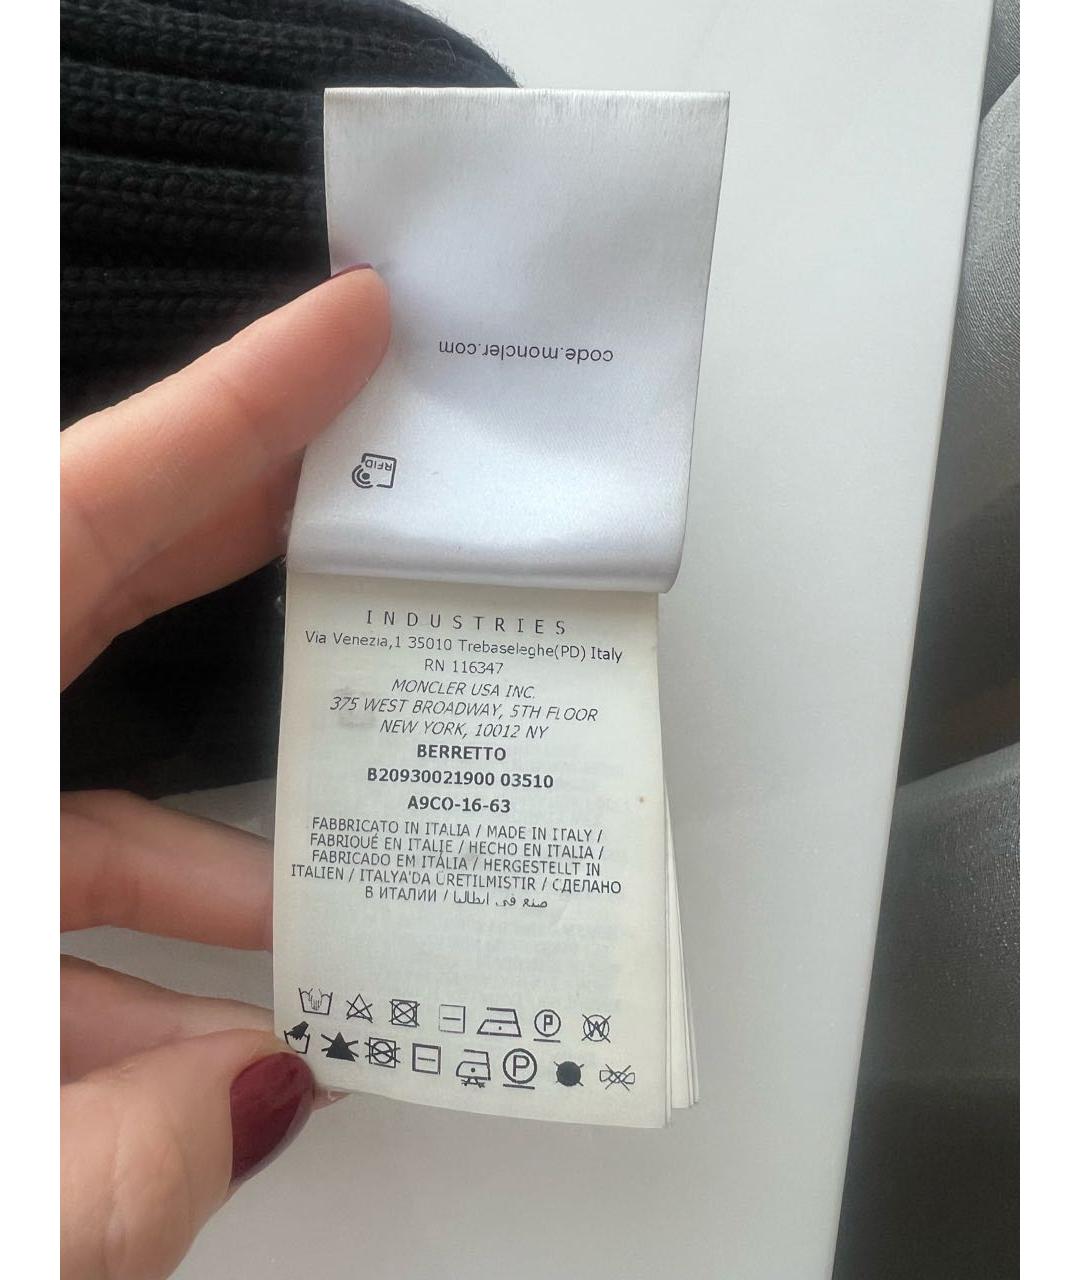 code.moncler.com
RFID
INDUSTRIES
Via Venezia,1 35010 Trebaseleghe(PD) Italy
RN 116347
MONCLER USA INC.
375 WEST BROADWAY, 5TH FLOOR
NEW YORK, 10012 NY
BERRETTO
B20930021900 03510
A9CO-16-63
FABBRICATO IN ITALIA / MADE IN ITALY /
FABRIQUÉ EN ITALIE / HECHO EN ITALIA /
FABRICADO EM ITÁLIA / HERGESTELLT IN
ITALIEN / ITALYA'DA ÜRETILMISTIR / СДЕЛАНО
В ИТАЛИИ / صنع في ايطاليا
P
W
P